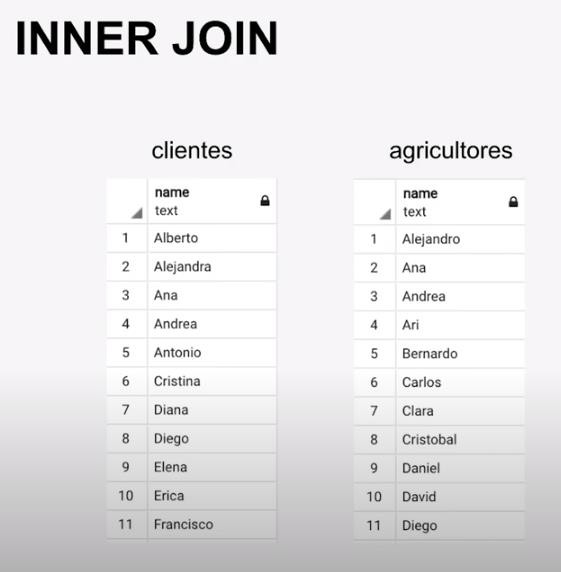 INNER JOIN
clientes
name
text
1 Alberto
2 Alejandra
3 Ana
4 Andrea
5 Antonio
6 Cristina
7 Diana
8 Diego
9 Elena
10 Erica
11 Francisco
agricultores
name
text
1 Alejandro
2 Ana
3 Andrea
4 Ari
5 Bernardo
6 Carlos
7 Clara
8 Cristobal
9 Daniel
10 David
11 Diego